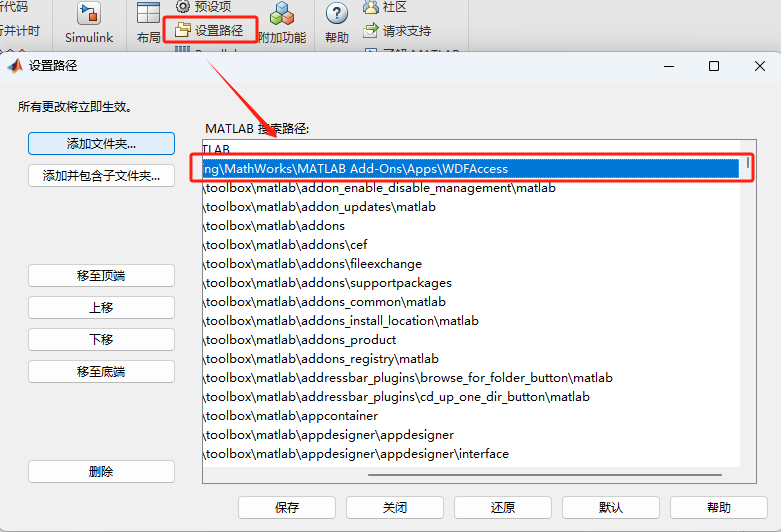 新代码
预设项
社区
行并计时
Simulink
布局
设置路径
附加功能
帮助
请求支持
设置路径
所有更改将立即生效。
MATLAB 搜索路径:
添加文件夹...
TLAB
添加并包含子文件夹...
ng\MathWorks\MATLAB Add-Ons\Apps\WDFAccess
\toolbox\matlab\addon_enable_disable_management\matlab
\toolbox\matlab\addon_updates\matlab
\toolbox\matlab\addons
\toolbox\matlab\addons\cef
\toolbox\matlab\addons\fileexchange
\toolbox\matlab\addons\supportpackages
\toolbox\matlab\addons_common\matlab
\toolbox\matlab\addons_install_location\matlab
\toolbox\matlab\addons_product
\toolbox\matlab\addons_registry\matlab
\toolbox\matlab\addressbar_plugins\browse_for_folder_button\matlab
\toolbox\matlab\addressbar_plugins\cd_up_one_dir_button\matlab
\toolbox\matlab\appcontainer
\toolbox\matlab\appdesigner\appdesigner
\toolbox\matlab\appdesigner\appdesigner\interface
移至顶端
上移
下移
移至底端
删除
保存
关闭
还原
默认
帮助